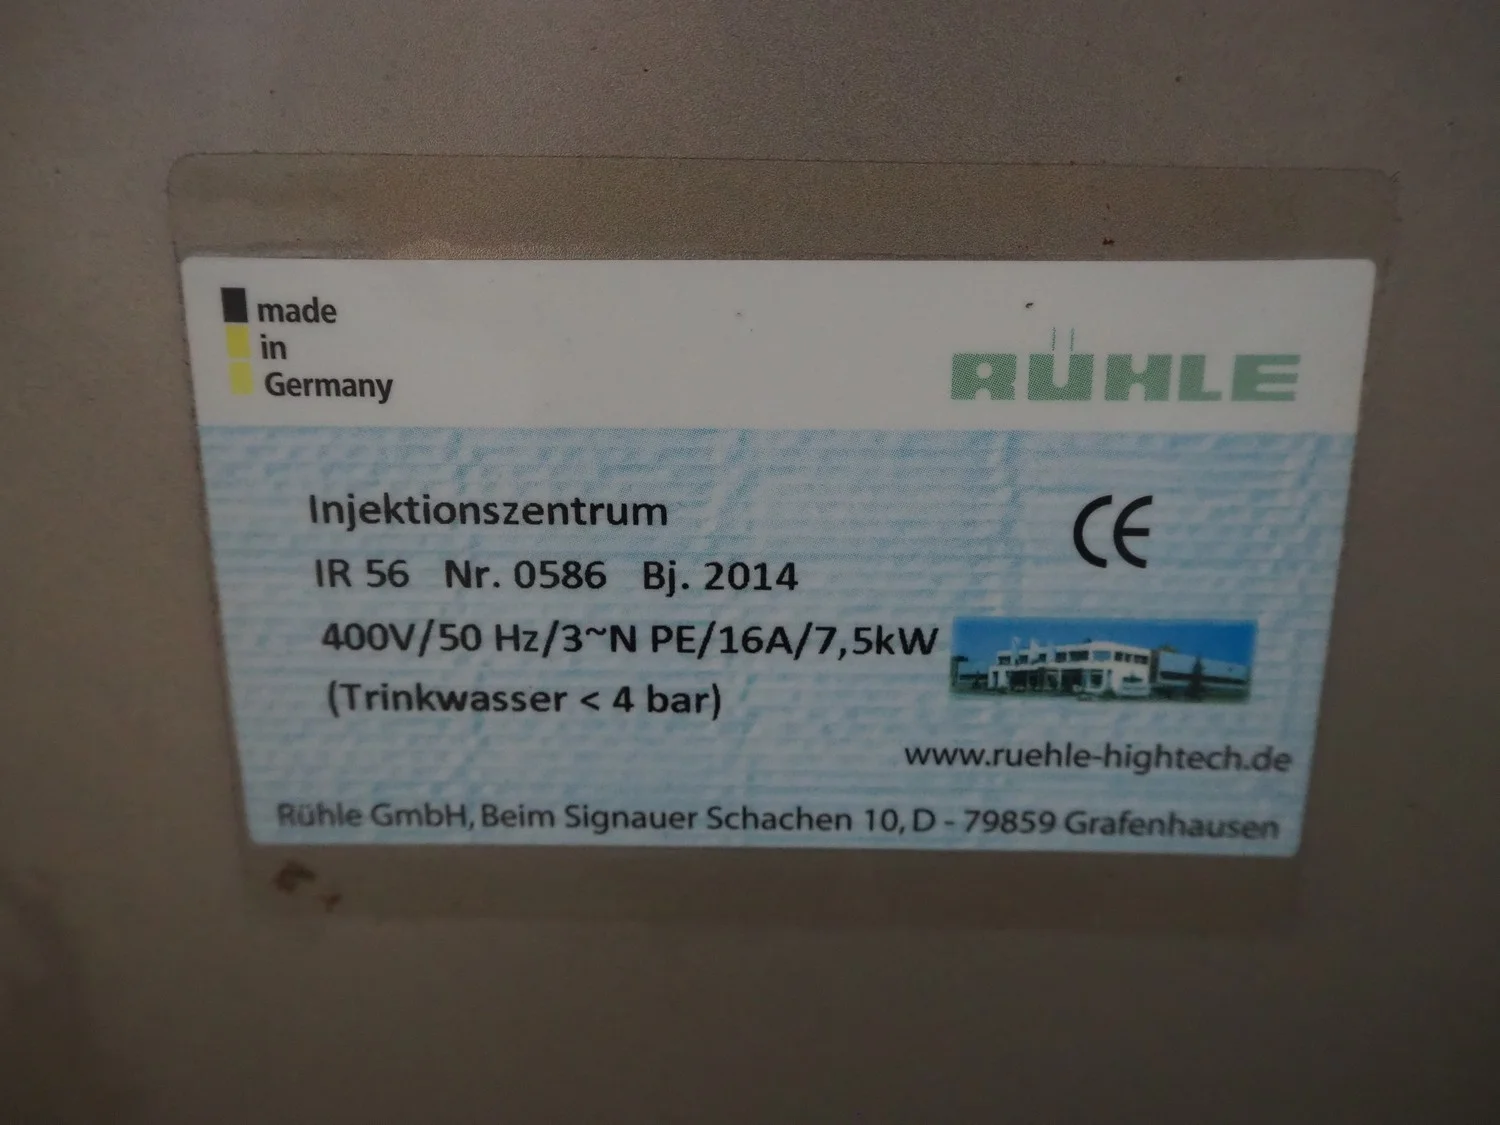 made
in
Germany
RÜHLE
Injektionszentrum
CE
IR 56 Nr. 0586 Bj. 2014
400V/50 Hz/3~N PE/16A/7,5kW
(Trinkwasser < 4 bar)
www.ruehle-hightech.de
Rühle GmbH, Beim Signauer Schachen 10, D - 79859 Grafenhausen